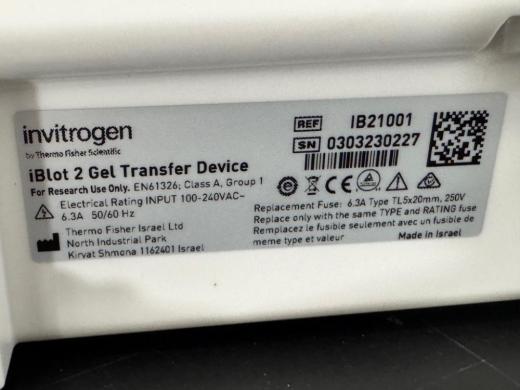 invitrogen
by Thermo Fisher Scientific
iBlot 2 Gel Transfer Device
For Research Use Only. EN61326; Class A, Group 1
Electrical Rating INPUT 100-240VAC~
6.3A 50/60 Hz
Thermo Fisher Israel Ltd
North Industrial Park
Kiryat Shmona 1162401 Israel
REF IB21001
SN 0303230227
Replacement Fuse: 6.3A Type TL5x20mm, 250V
Replace only with the same TYPE and RATING fuse
Remplacez le fusible seulement avec un fusible de
meme type et valeur
Made in Israel